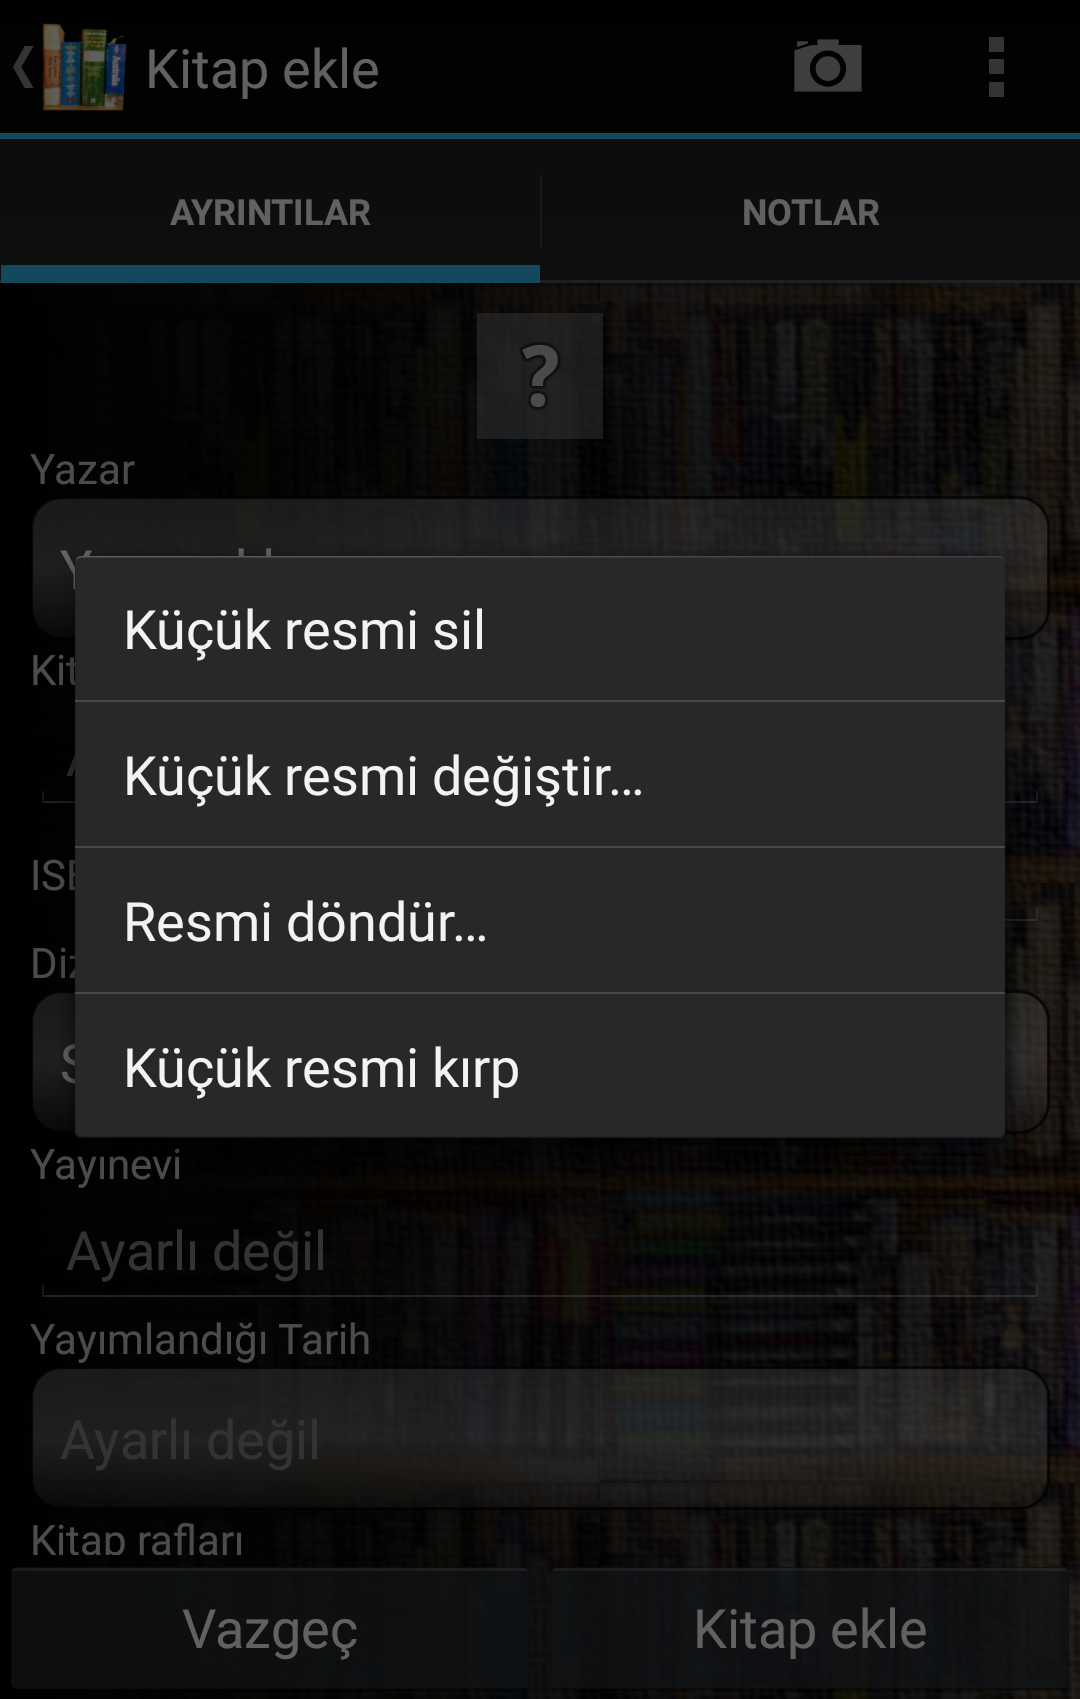 Kitap ekle
AYRINTILAR
NOTLAR
?
Yazar
Küçük resmi sil
Küçük resmi değiştir...
Resmi döndür...
Küçük resmi kırp
Yayınevi
Ayarlı değil
Yayımlandığı Tarih
Ayarlı değil
Kitap rafları
Vazgeç
Kitap ekle